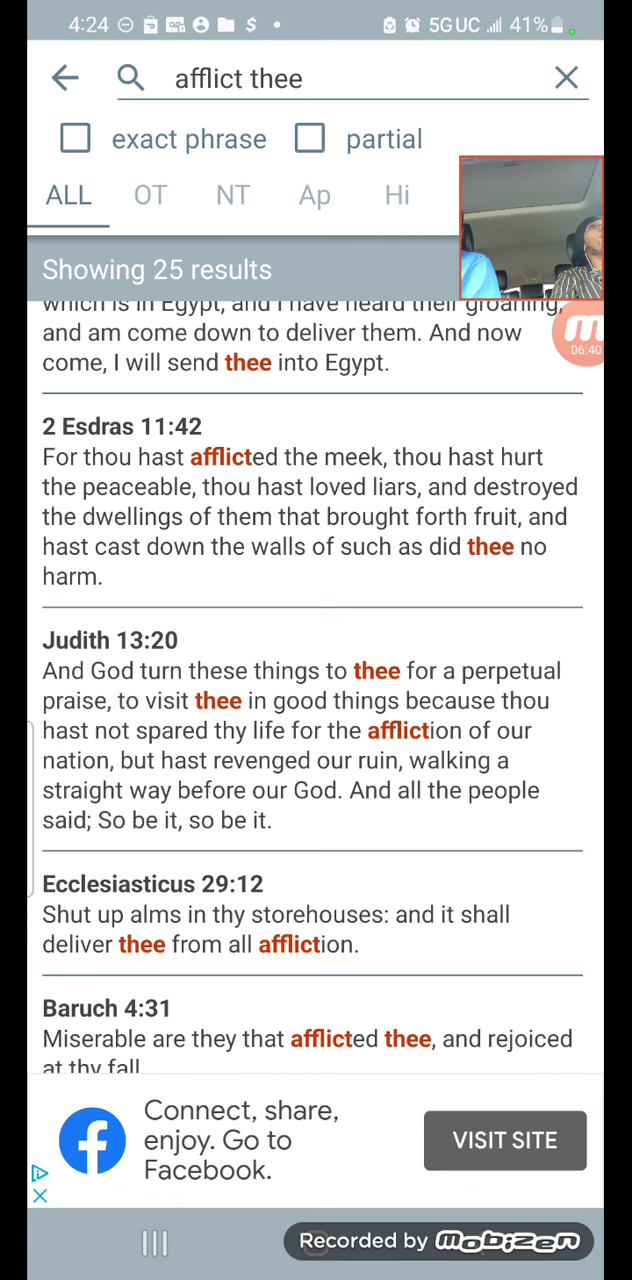 4:24 $ • 5GUC 41%
afflict thee
exact phrase partial
ALL OT NT Ap Hi
Showing 25 results
which is in Egypt, and I have heard their groaning,
and am come down to deliver them. And now
come, I will send thee into Egypt.
06:40
2 Esdras 11:42
For thou hast afflicted the meek, thou hast hurt
the peaceable, thou hast loved liars, and destroyed
the dwellings of them that brought forth fruit, and
hast cast down the walls of such as did thee no
harm.
Judith 13:20
And God turn these things to thee for a perpetual
praise, to visit thee in good things because thou
hast not spared thy life for the affliction of our
nation, but hast revenged our ruin, walking a
straight way before our God. And all the people
said; So be it, so be it.
Ecclesiasticus 29:12
Shut up alms in thy storehouses: and it shall
deliver thee from all affliction.
Baruch 4:31
Miserable are they that afflicted thee, and rejoiced
at thy fall
Connect, share,
enjoy. Go to
Facebook.
VISIT SITE
Recorded by mobizen